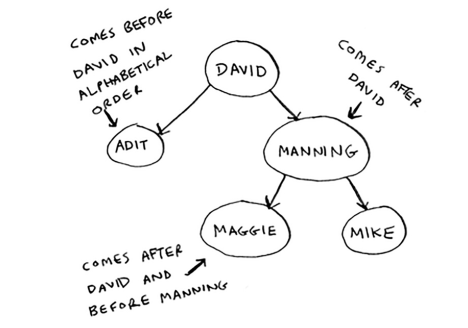 COMES BEFORE
DAVID IN
ALPHABETICAL
ORDER
DAVID
COMES AFTER
DAVID
ADIT
MANNING
MAGGIE
MIKE
COMES AFTER
DAVID AND
BEFORE MANNING